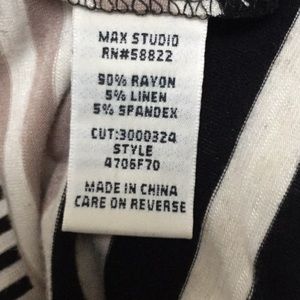 MAX STUDIO
RN#58822
90% RAYON
5% LINEN
5% SPANDEX
CUT:3000324
STYLE
4706F70
MADE IN CHINA
CARE ON REVERSE